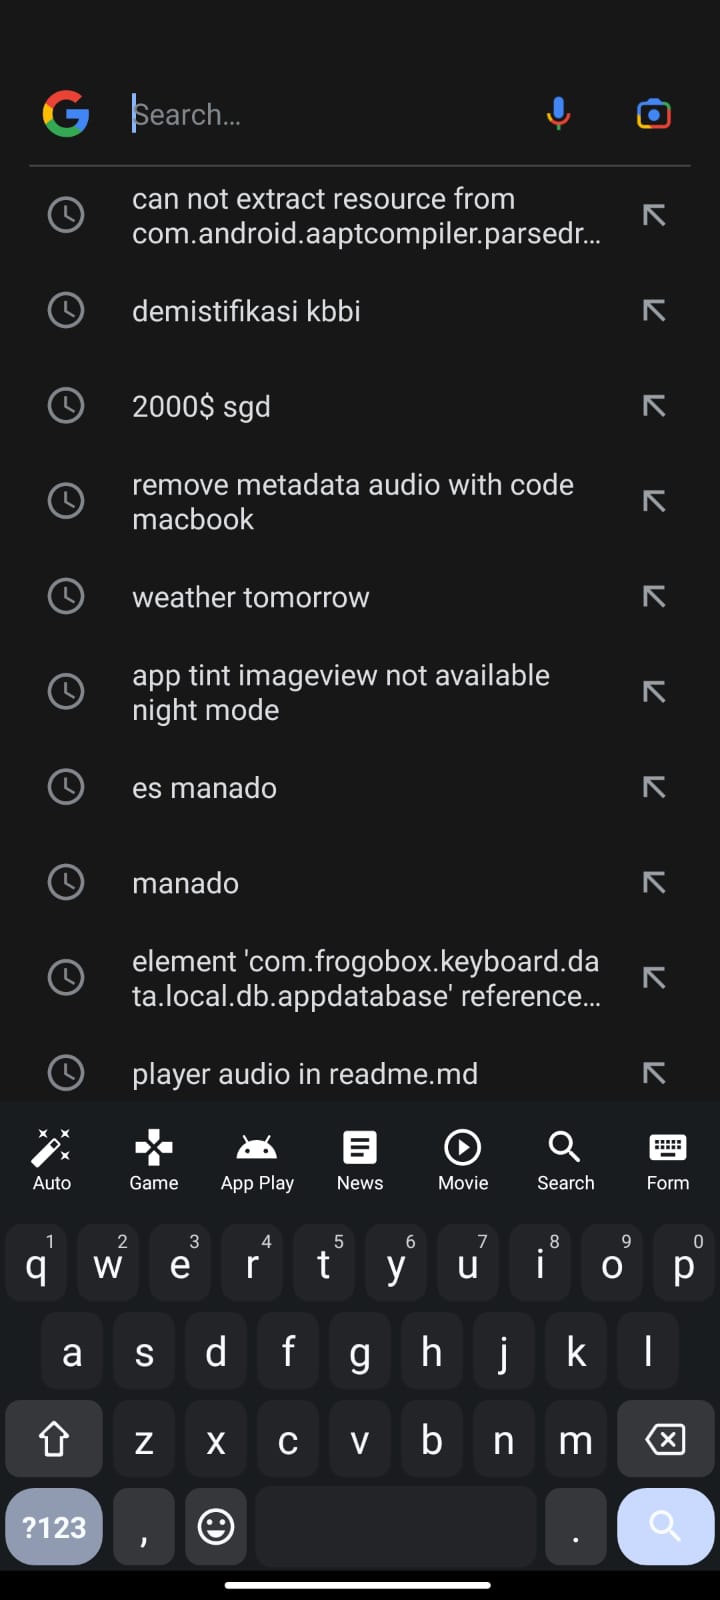 Search...
can not extract resource from
com.android.aaptcompiler.parsedr...
demistifikasi kbbi
2000$ sgd
remove metadata audio with code
macbook
weather tomorrow
app tint imageview not available
night mode
es manado
manado
element 'com.frogobox.keyboard.da
ta.local.db.appdatabase' reference...
player audio in readme.md
Auto Game App Play News Movie Search Form
1 2 3 4 5 6 7 8 9 0
q w e r t y u i o p
a s d f g h j k l
z x c v b n m
?123 , .